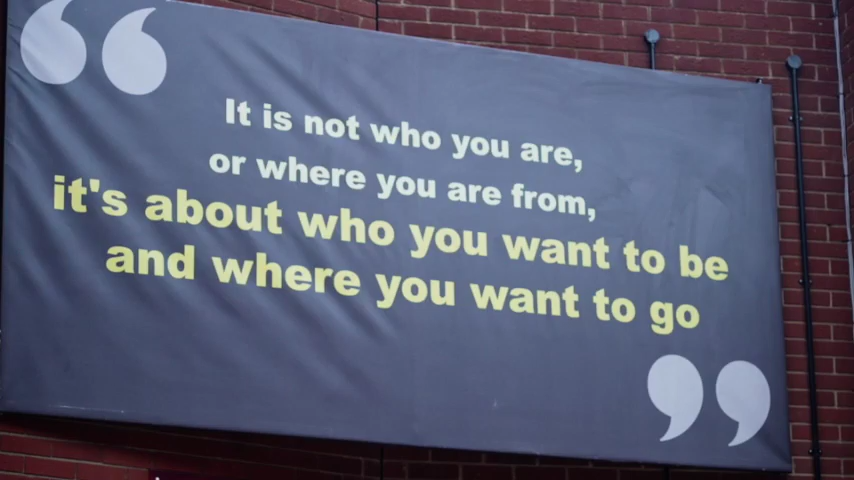 “
It is not who you are,
or where you are from,
it's about who you want to be
and where you want to go
”